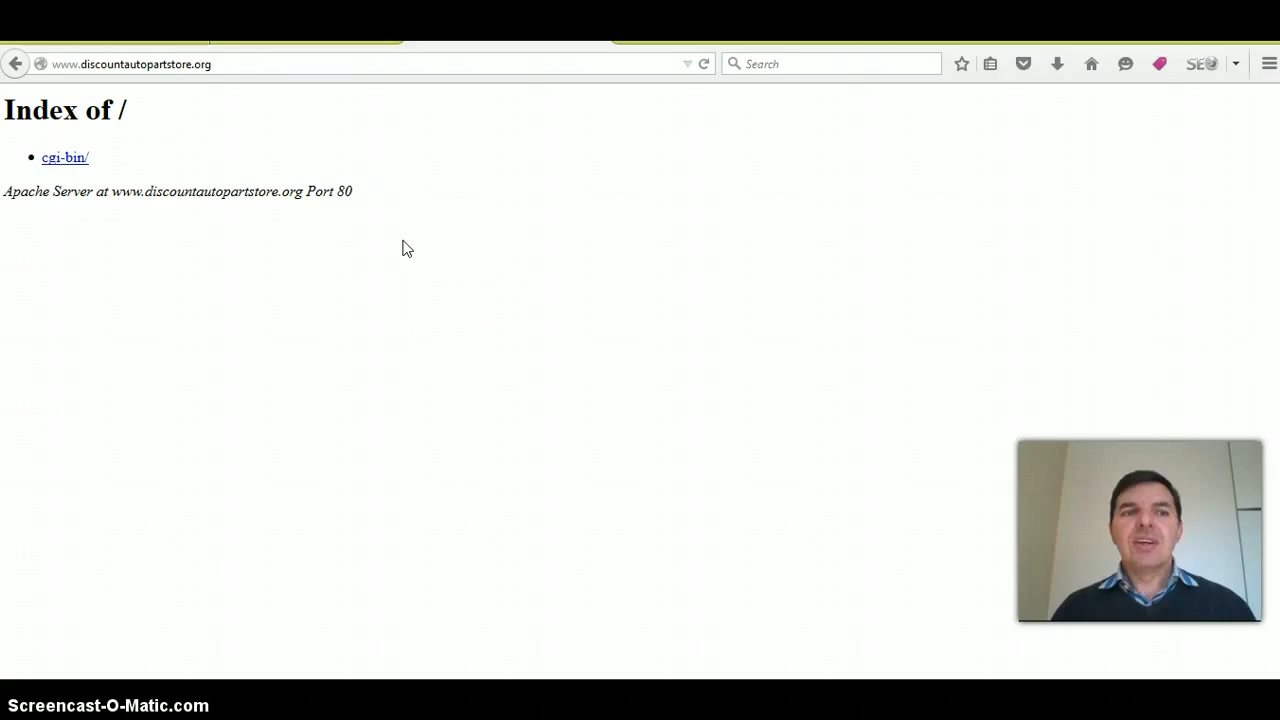 www.discountautopartstore.org
Search
SEO
Index of /
cgi-bin/
Apache Server at www.discountautopartstore.org Port 80
Screencast-O-Matic.com